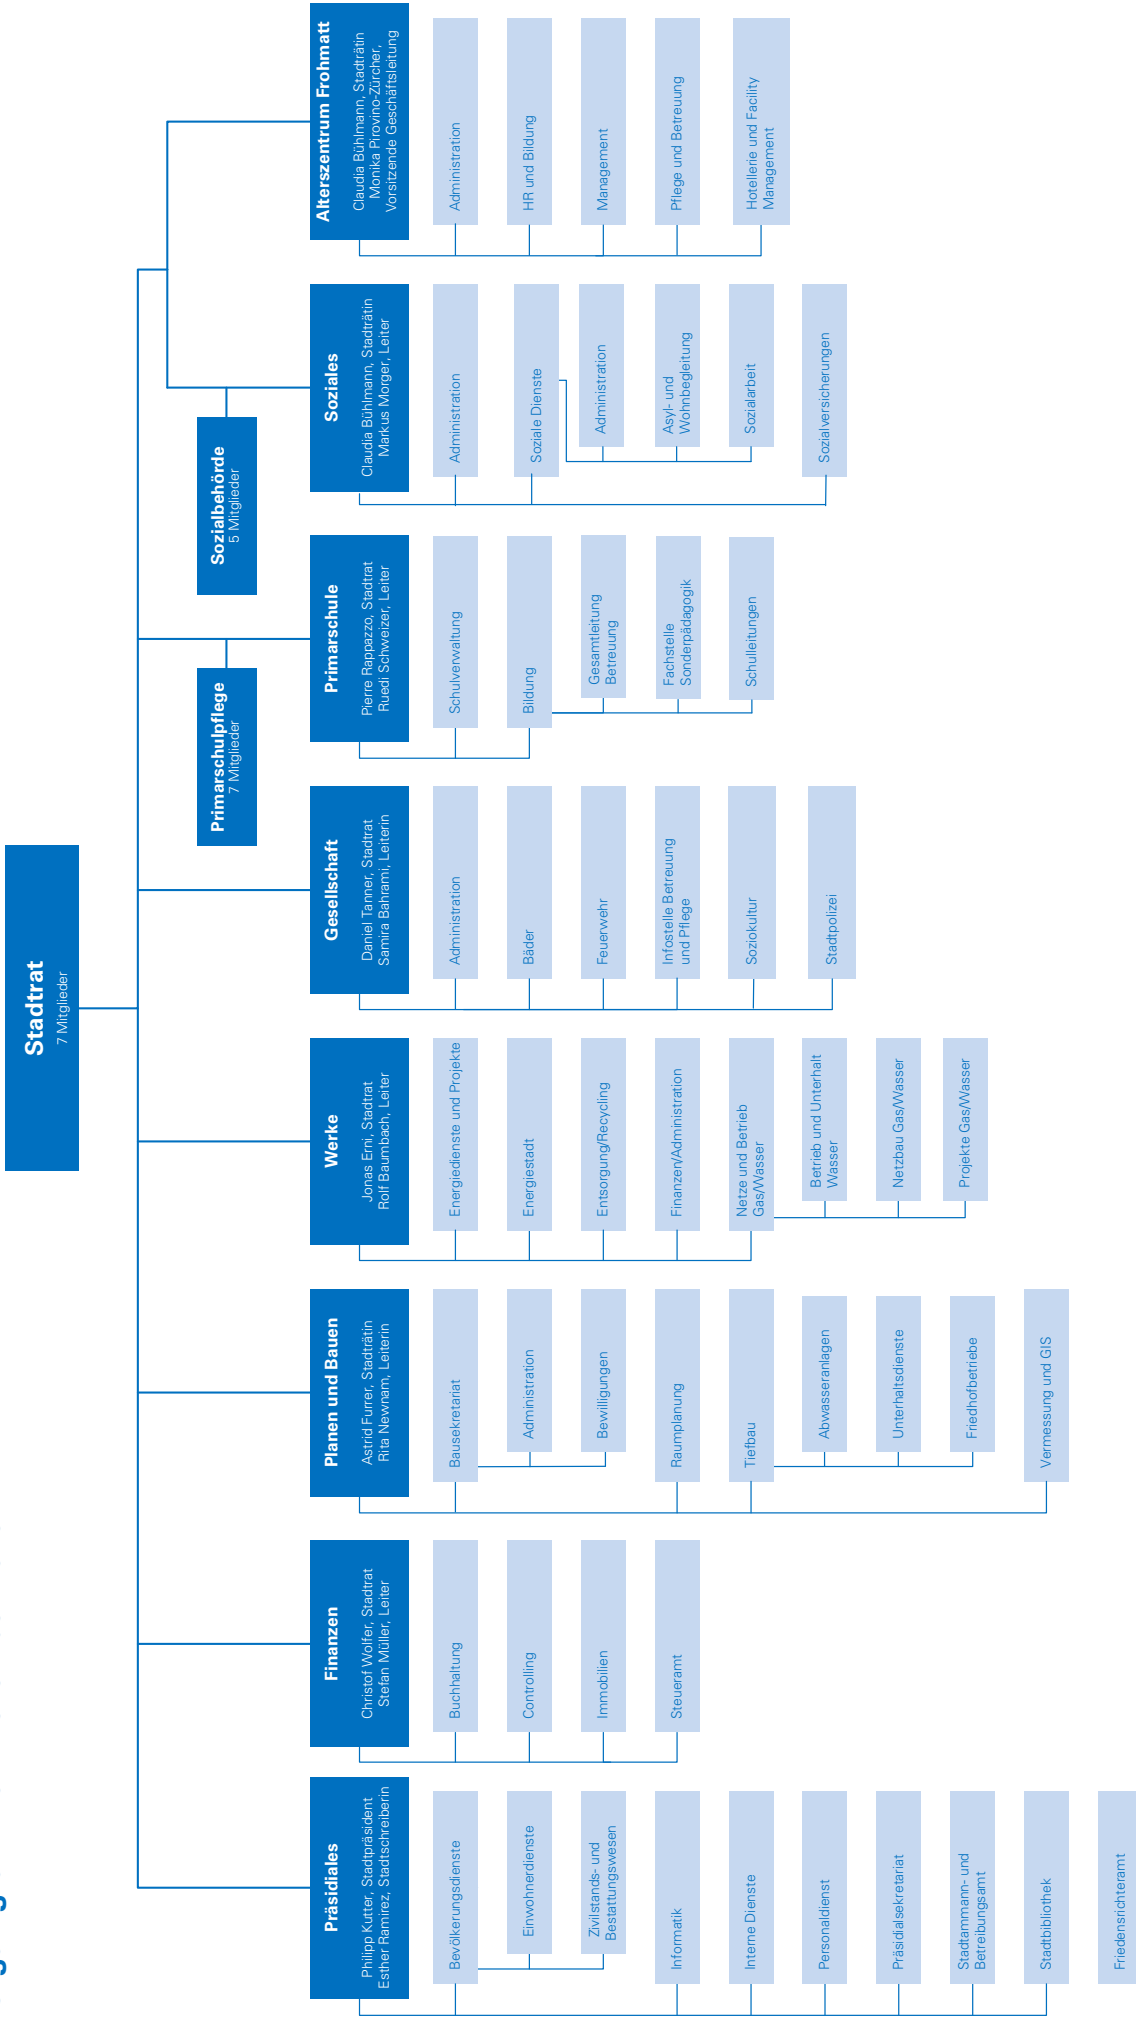 Stadtrat
7 Mitglieder
Primarschulpflege
7 Mitglieder
Sozialbehörde
5 Mitglieder
Präsidiales
Philipp Kutter, Stadtpräsident
Esther Ramirez, Stadtschreiberin
Bevölkerungsdienste
Einwohnerdienste
Zivilstands- und
Bestattungswesen
Informatik
Interne Dienste
Personaldienst
Präsidialsekretariat
Stadtammann- und
Betreibungsamt
Stadtbibliothek
Friedensrichteramt
Finanzen
Christof Wolfer, Stadtrat
Stefan Müller, Leiter
Buchhaltung
Controlling
Immobilien
Steueramt
Planen und Bauen
Astrid Furrer, Stadträtin
Rita Newnam, Leiterin
Bausekretariat
Administration
Bewilligungen
Raumplanung
Tiefbau
Abwasseranlagen
Unterhaltsdienste
Friedhofbetriebe
Vermessung und GIS
Werke
Jonas Erni, Stadtrat
Rolf Baumbach, Leiter
Energiedienste und Projekte
Energiestadt
Entsorgung/Recycling
Finanzen/Administration
Netze und Betrieb
Gas/Wasser
Betrieb und Unterhalt
Wasser
Netzbau Gas/Wasser
Projekte Gas/Wasser
Gesellschaft
Daniel Tanner, Stadtrat
Samira Bahrami, Leiterin
Administration
Bäder
Feuerwehr
Infostelle Betreuung
und Pflege
Soziokultur
Stadtpolizei
Primarschule
Pierre Rappazzo, Stadtrat
Ruedi Schweizer, Leiter
Schulverwaltung
Bildung
Gesamtleitung
Betreuung
Fachstelle
Sonderpädagogik
Schulleitungen
Soziales
Claudia Bühlmann, Stadträtin
Markus Morger, Leiter
Administration
Soziale Dienste
Administration
Asyl- und
Wohnbegleitung
Sozialarbeit
Sozialversicherungen
Alterszentrum Frohmatt
Claudia Bühlmann, Stadträtin
Monika Pirovino-Zürcher,
Vorsitzende Geschäftsleitung
Administration
HR und Bildung
Management
Pflege und Betreuung
Hotellerie und Facility
Management